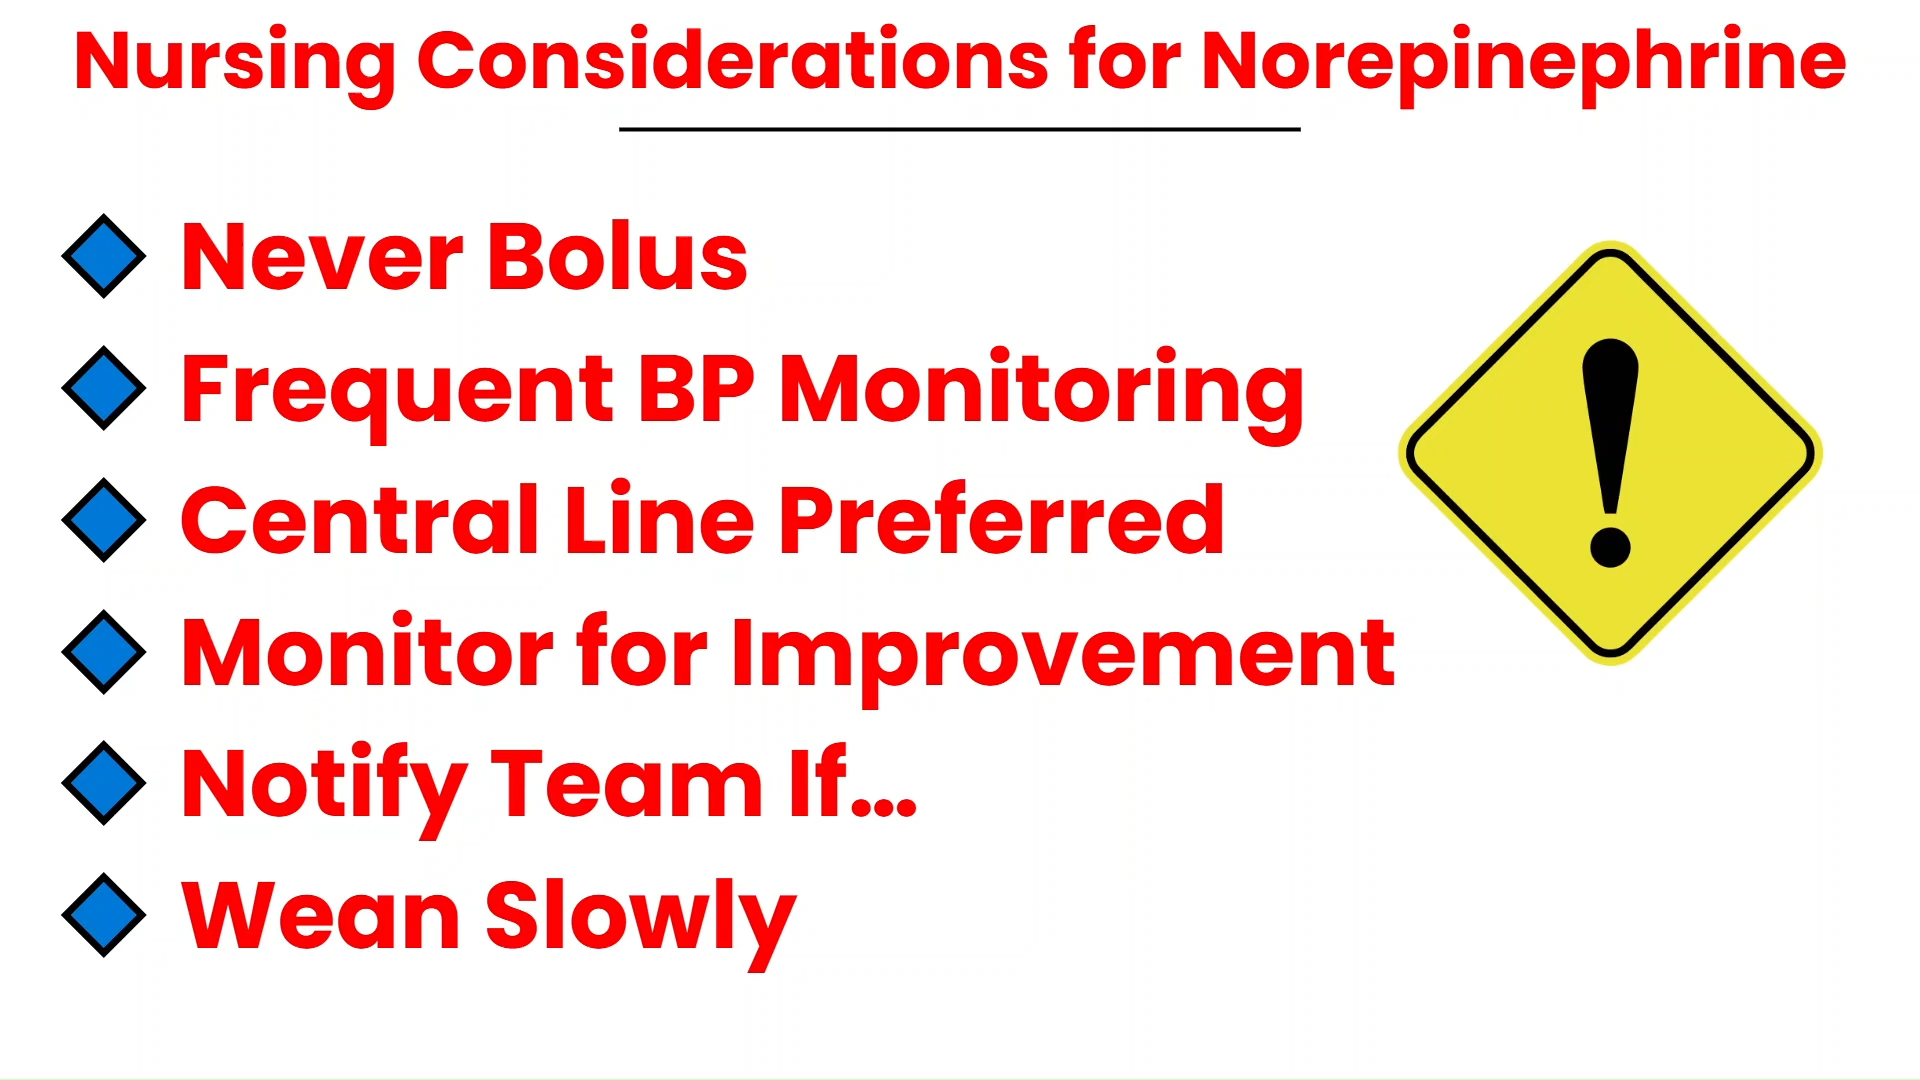 Nursing Considerations for Norepinephrine
Never Bolus
Frequent BP Monitoring
Central Line Preferred
Monitor for Improvement
Notify Team If...
Wean Slowly